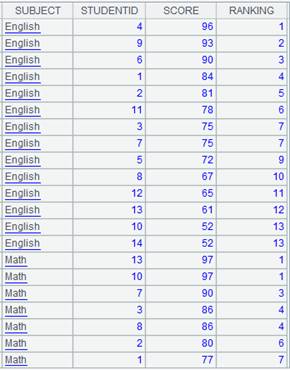 SUBJECT STUDENTID SCORE RANKING
English 4 96 1
English 9 93 2
English 6 90 3
English 1 84 4
English 2 81 5
English 11 78 6
English 3 75 7
English 7 75 7
English 5 72 9
English 8 67 10
English 12 65 11
English 13 61 12
English 10 52 13
English 14 52 13
Math 13 97 1
Math 10 97 1
Math 7 90 3
Math 3 86 4
Math 8 86 4
Math 2 80 6
Math 1 77 7